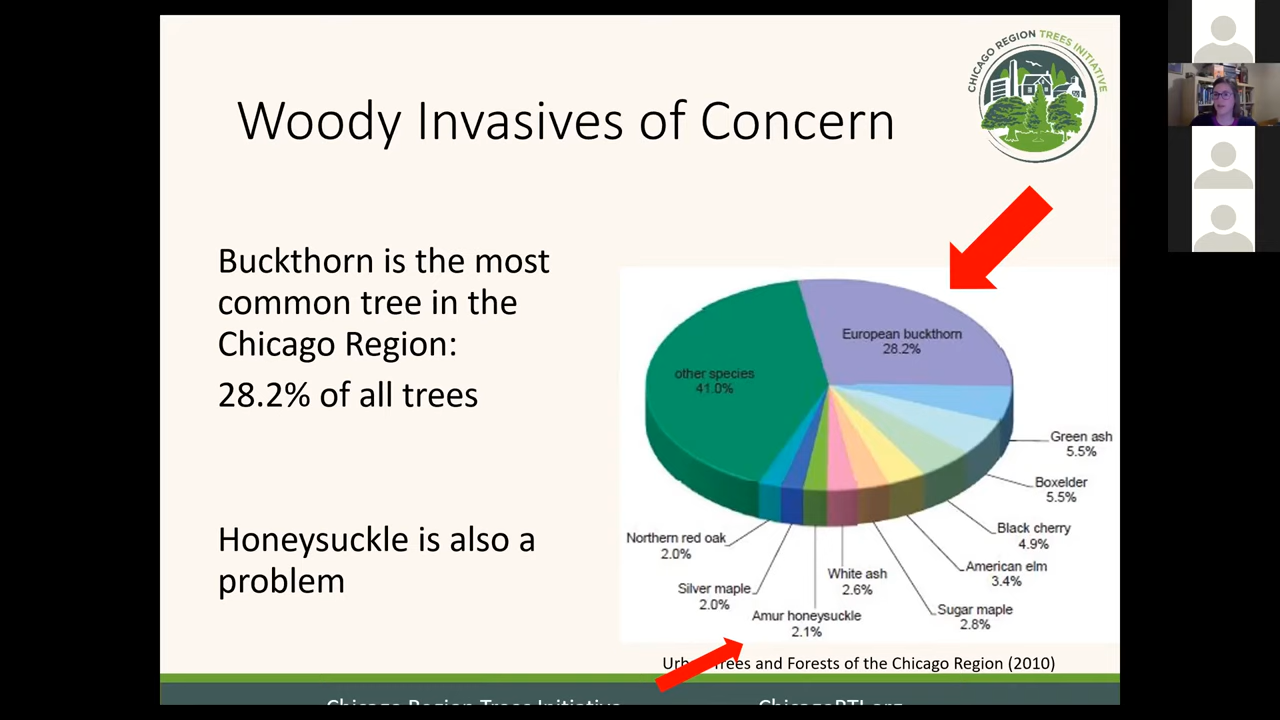 CHICAGO REGION TREES INITIATIVE
Woody Invasives of Concern
Buckthorn is the most
common tree in the
Chicago Region:
28.2% of all trees
Honeysuckle is also a
problem
European buckthorn
28.2%
other species
41.0%
Green ash
5.5%
Boxelder
5.5%
Black cherry
4.9%
American elm
3.4%
Sugar maple
2.8%
White ash
2.6%
Amur honeysuckle
2.1%
Silver maple
2.0%
Northern red oak
2.0%
Urban Trees and Forests of the Chicago Region (2010)
Chicago Region Trees Initiative
ChicagoRTI.org